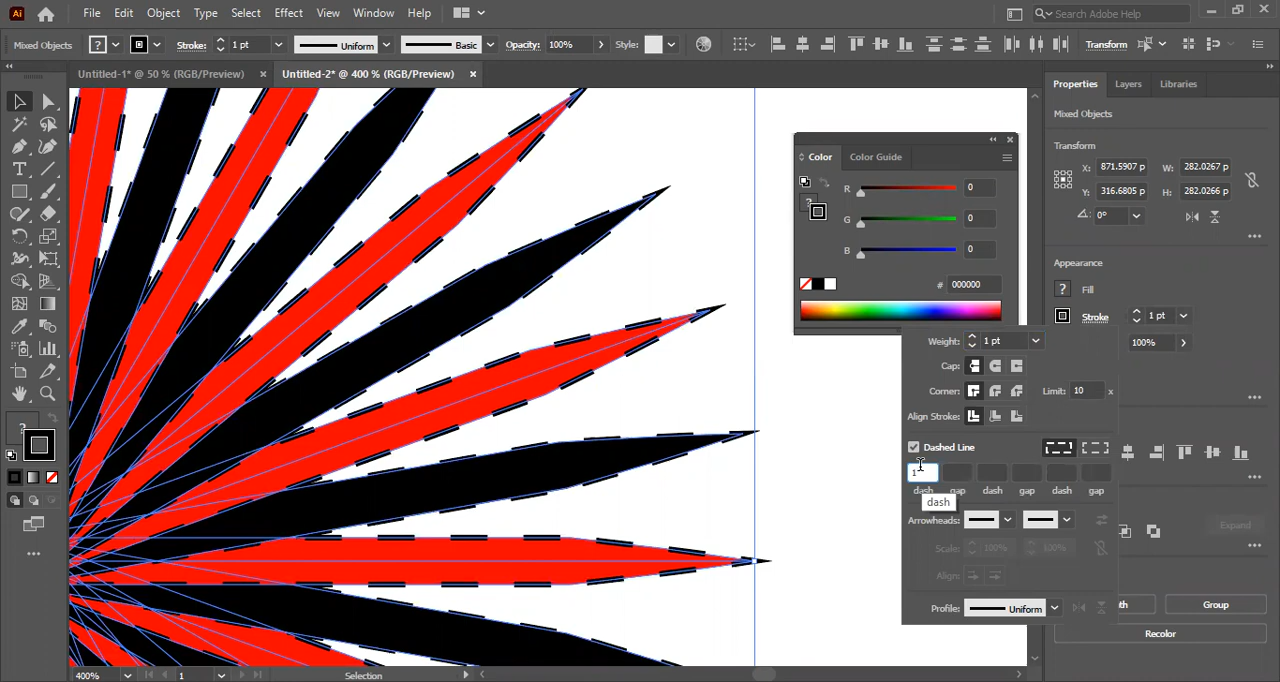 Ai File Edit Object Type Select Effect View Window Help Search Adobe Help
Mixed Objects ? Stroke: 1 pt Uniform Basic Opacity: 100% Style: Transform
Untitled-1* @ 50 % (RGB/Preview) Untitled-2* @ 400 % (RGB/Preview)
Properties Layers Libraries
Mixed Objects
Transform
X: 871.5907 p W: 282.0267 p
Y: 316.6805 p H: 282.0266 p
0°
Appearance
? Fill
Stroke 1 pt
100%
Color Color Guide
R 0
G 0
B 0
# 000000
Weight: 1 pt
Cap:
Corner: Limit: 10 x
Align Stroke:
Dashed Line
1
dash gap dash gap dash gap
dash
Arrowheads:
Scale: 100% 100%
Align:
Profile: Uniform
Expand
th Group
Recolor
400% 1 Selection